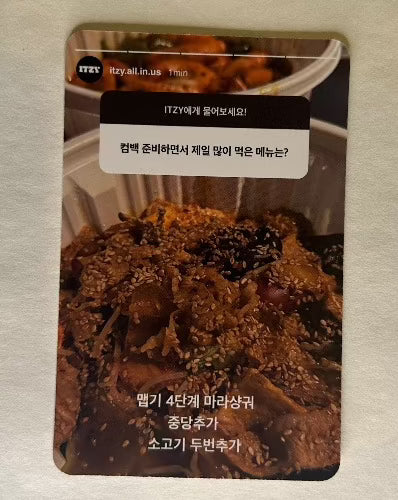 ITZY
itzy.all.in.us 1 min
ITZY에게 물어보세요!
컴백 준비하면서 제일 많이 먹은 메뉴는?
맵기 4단계 마라샹궈
중당추가
소고기 두번추가